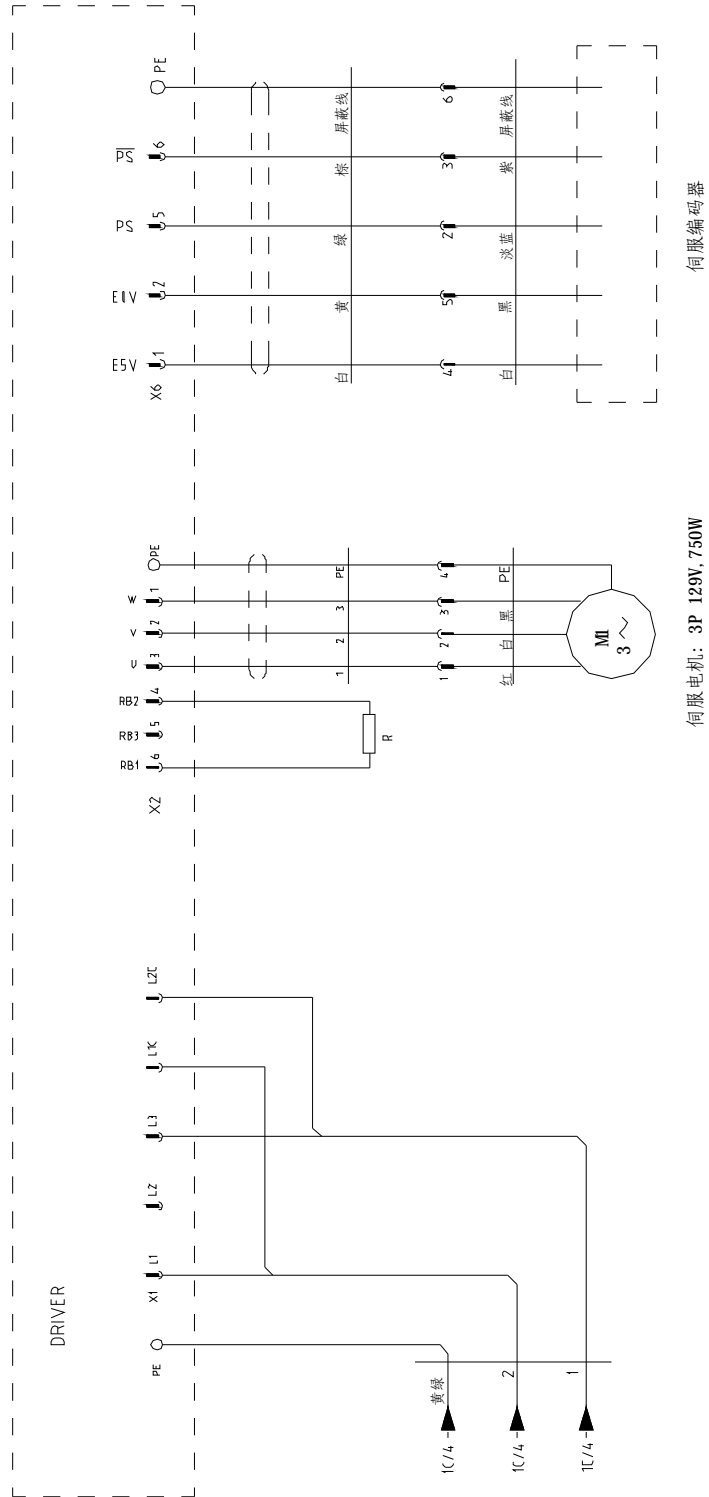 DRIVER
PE
PS 6
PS 5
E0V 2
E5V 1
X6
屏蔽线
棕
绿
黄
白
6
3
2
5
4
屏蔽线
紫
淡蓝
黑
白
伺服编码器
PE
W 1
V 2
U 3
RB2 4
RB3 5
RB1 6
X2
PE
3
2
1
4
3
2
1
PE
黑
白
红
R
M1
3~
伺服电机: 3P 129V, 750W
L2C
L1C
L3
L2
L1
X1
PE
黄绿
2
1
1C/4 -
1C/4 -
1C/4 -